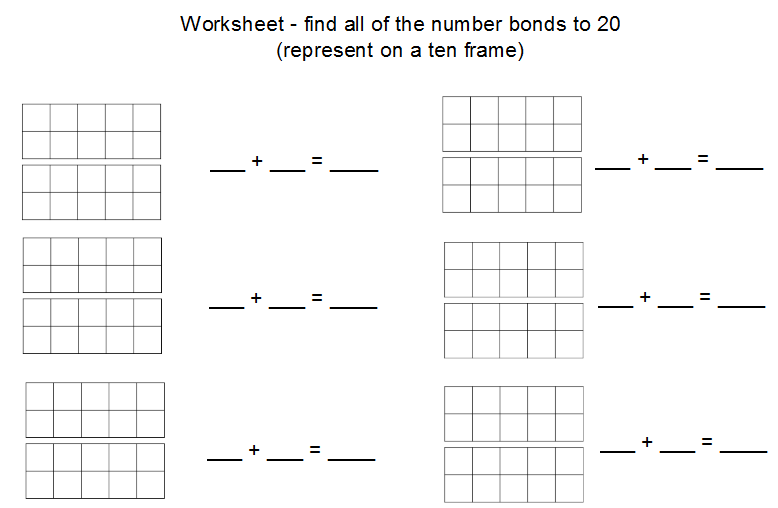 Worksheet - find all of the number bonds to 20
(represent on a ten frame)
___ + ___ = ____
___ + ___ = ____
___ + ___ = ____
___ + ___ = ____
___ + ___ = ____
___ + ___ = ____